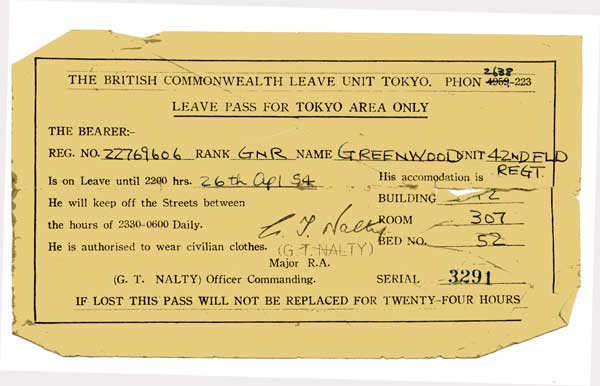 THE BRITISH COMMONWEALTH LEAVE UNIT TOKYO. PHON 2638 4959-223
LEAVE PASS FOR TOKYO AREA ONLY
THE BEARER:-
REG. NO. 22769606 RANK GNR NAME GREENWOOD UNIT 42ND FLD REGT.
Is on Leave until 2200 hrs. 26th Apl 54 His accomodation is
He will keep off the Streets between BUILDING
the hours of 2330-0600 Daily. G. T. Nalty ROOM 307
He is authorised to wear civilian clothes. (G. T. NALTY) BED NO. 52
Major R.A.
(G. T. NALTY) Officer Commanding. SERIAL 3291
IF LOST THIS PASS WILL NOT BE REPLACED FOR TWENTY-FOUR HOURS